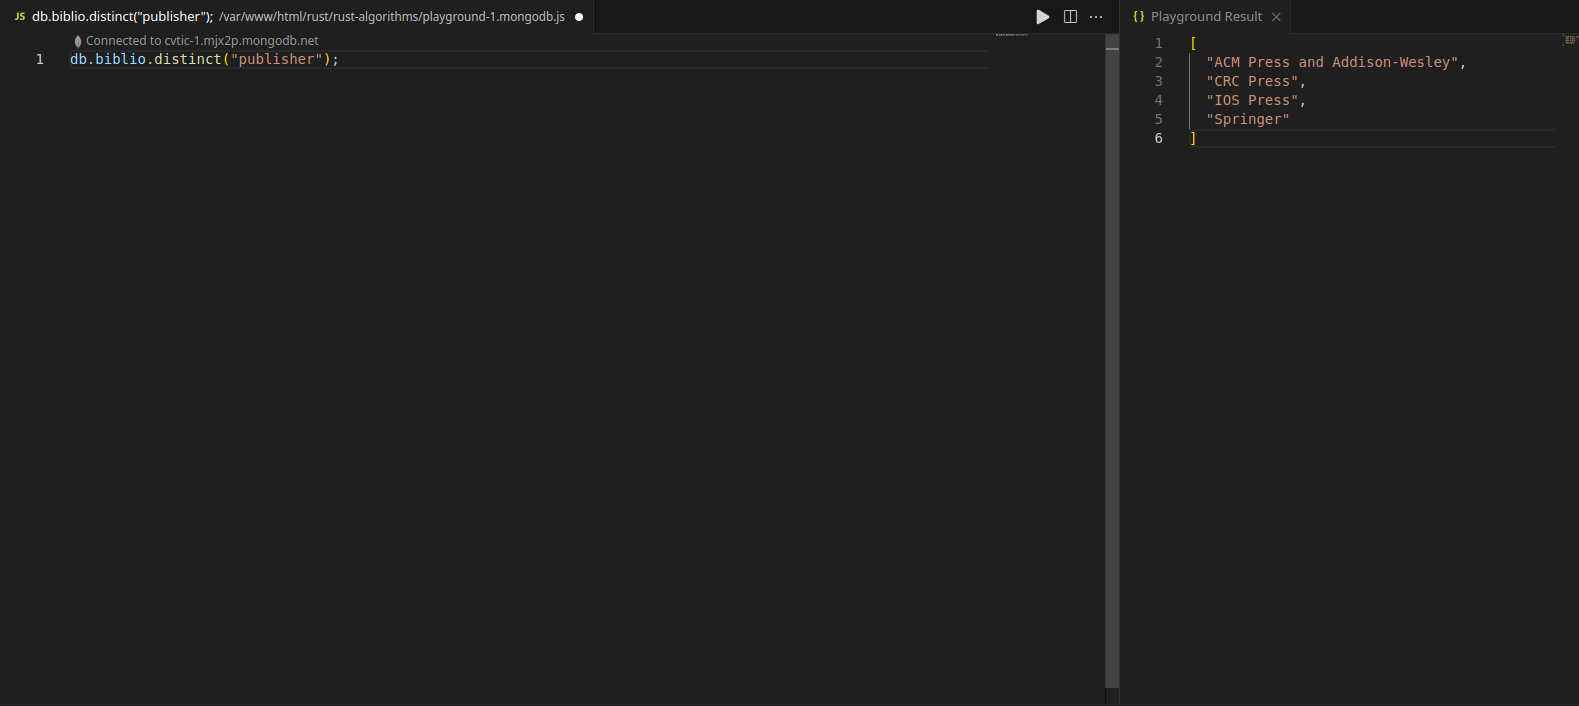 JS db.biblio.distinct("publisher"); /var/www/html/rust/rust-algorithms/playground-1.mongodb.js
Connected to cvtic-1.mjx2p.mongodb.net
1 db.biblio.distinct("publisher");
{} Playground Result
1 [
2 "ACM Press and Addison-Wesley",
3 "CRC Press",
4 "IOS Press",
5 "Springer"
6 ]